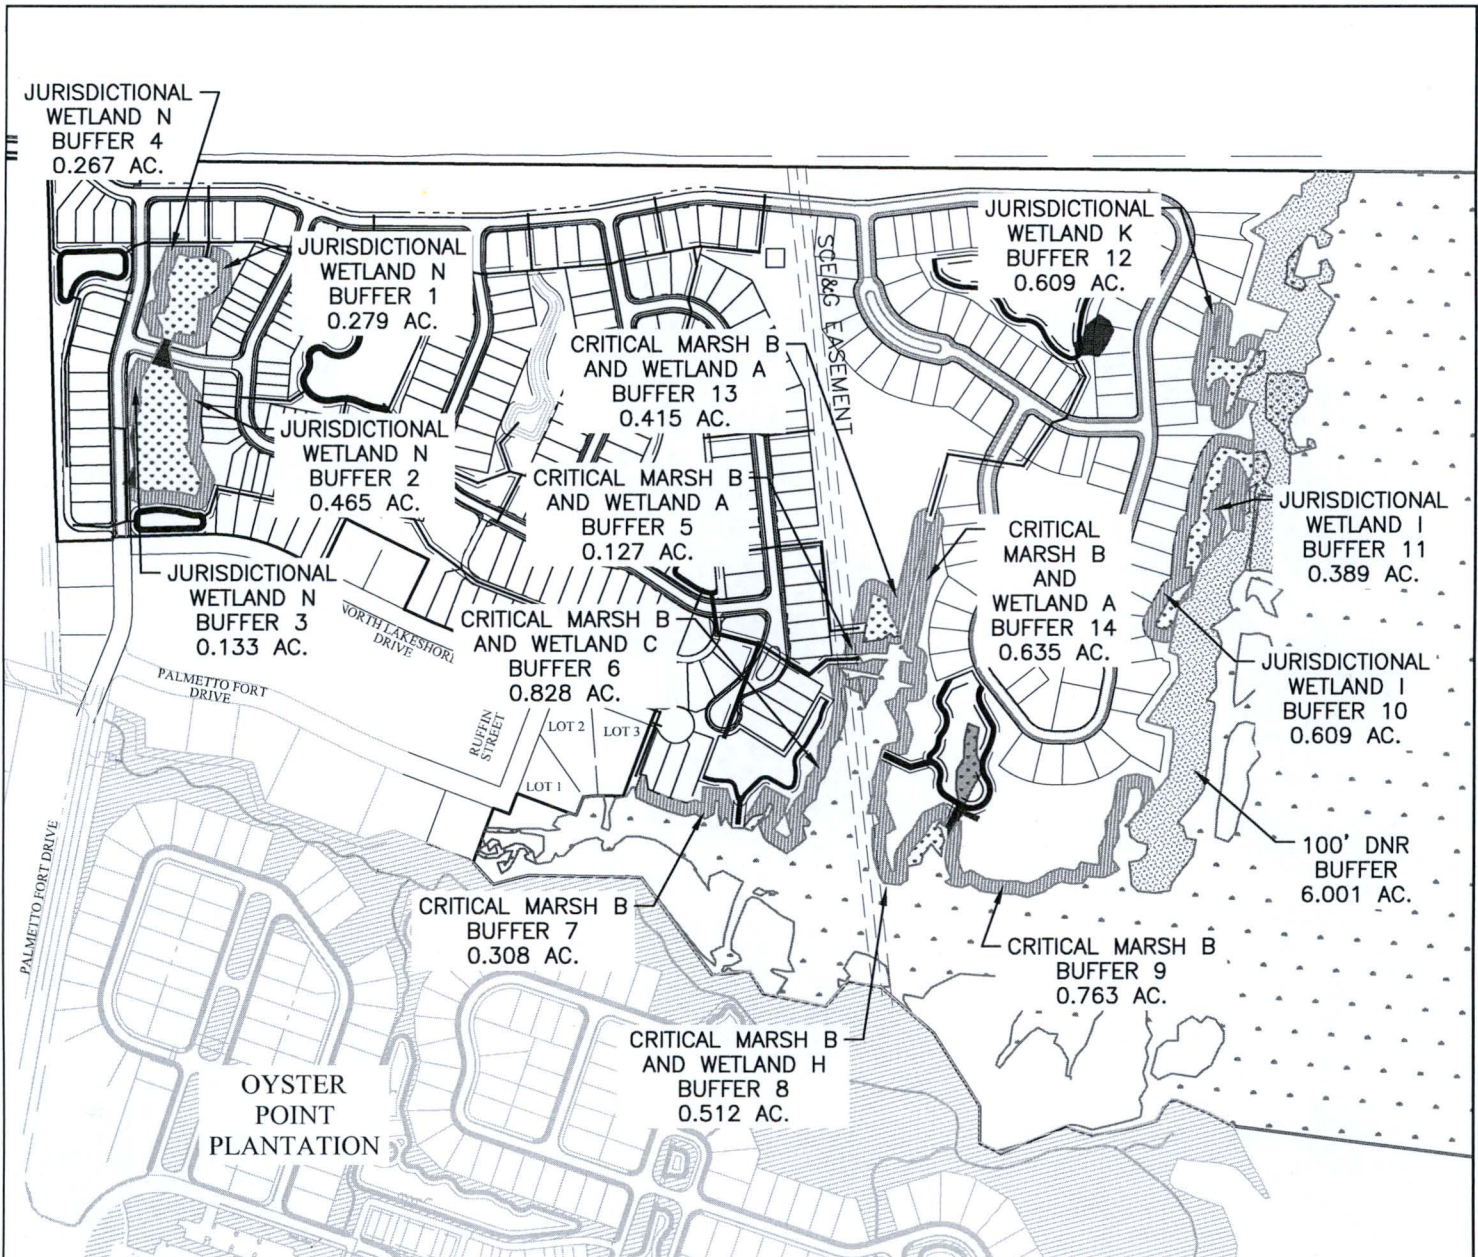 JURISDICTIONAL
WETLAND N
BUFFER 4
0.267 AC.
JURISDICTIONAL
WETLAND N
BUFFER 1
0.279 AC.
JURISDICTIONAL
WETLAND K
BUFFER 12
0.609 AC.
SCE&G EASEMENT
CRITICAL MARSH B
AND WETLAND A
BUFFER 13
0.415 AC.
JURISDICTIONAL
WETLAND N
BUFFER 2
0.465 AC.
CRITICAL MARSH B
AND WETLAND A
BUFFER 5
0.127 AC.
CRITICAL
MARSH B
AND
WETLAND A
BUFFER 14
0.635 AC.
JURISDICTIONAL
WETLAND I
BUFFER 11
0.389 AC.
JURISDICTIONAL
WETLAND N
BUFFER 3
0.133 AC.
NORTH LAKESHORE
DRIVE
CRITICAL MARSH B
AND WETLAND C
BUFFER 6
0.828 AC.
JURISDICTIONAL
WETLAND I
BUFFER 10
0.609 AC.
PALMETTO FORT
DRIVE
RUFFIN
STREET
LOT 2
LOT 3
LOT 1
PALMETTO FORT DRIVE
100' DNR
BUFFER
6.001 AC.
CRITICAL MARSH B
BUFFER 7
0.308 AC.
CRITICAL MARSH B
BUFFER 9
0.763 AC.
CRITICAL MARSH B
AND WETLAND H
BUFFER 8
0.512 AC.
OYSTER
POINT
PLANTATION